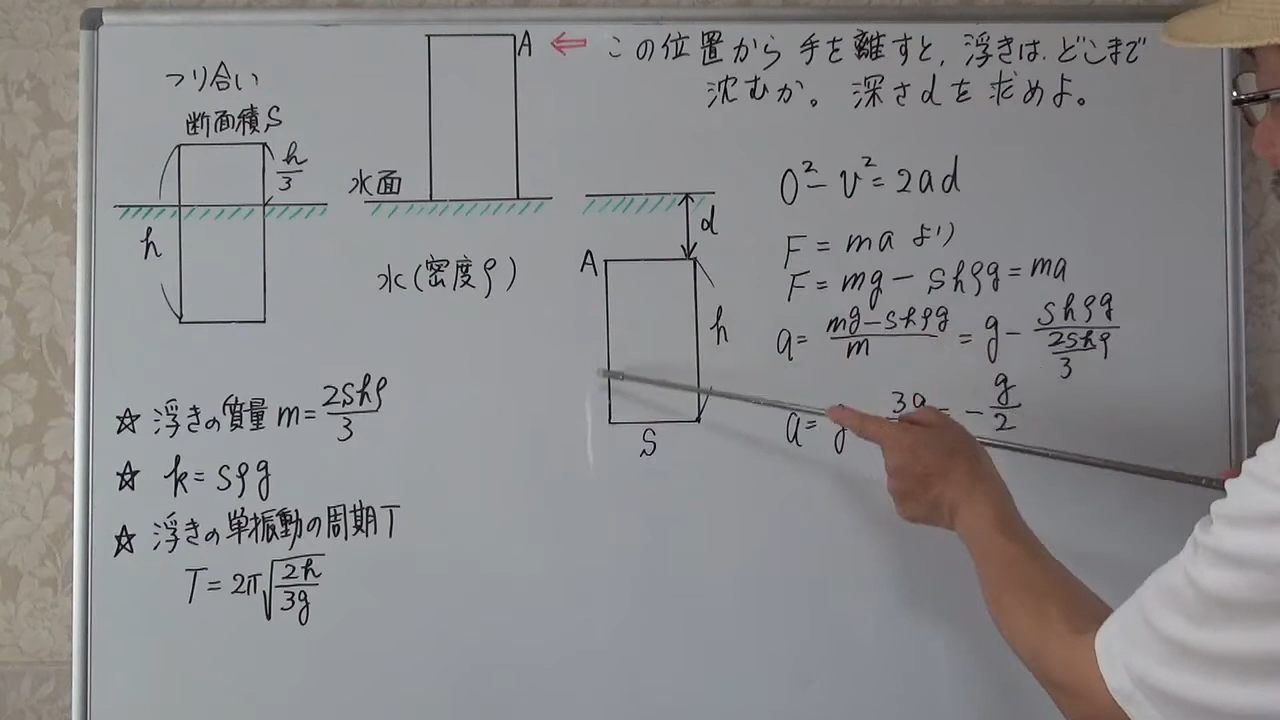 この位置から手を離すと、浮きはどこまで
沈むか。深さdを求めよ。
つり合い
断面積S
h/3
h
A
水面
水(密度ρ)
d
A
h
S
0²-v²=2ad
F=maより
F=mg-Shρg=ma
a=(mg-Shρg)/m=g-Shρg/(2Shρ/3)
a=g 3g = -g/2
☆ 浮きの質量 m=2Shρ/3
☆ k=Sρg
☆ 浮きの単振動の周期T
T=2π√(2h/3g)